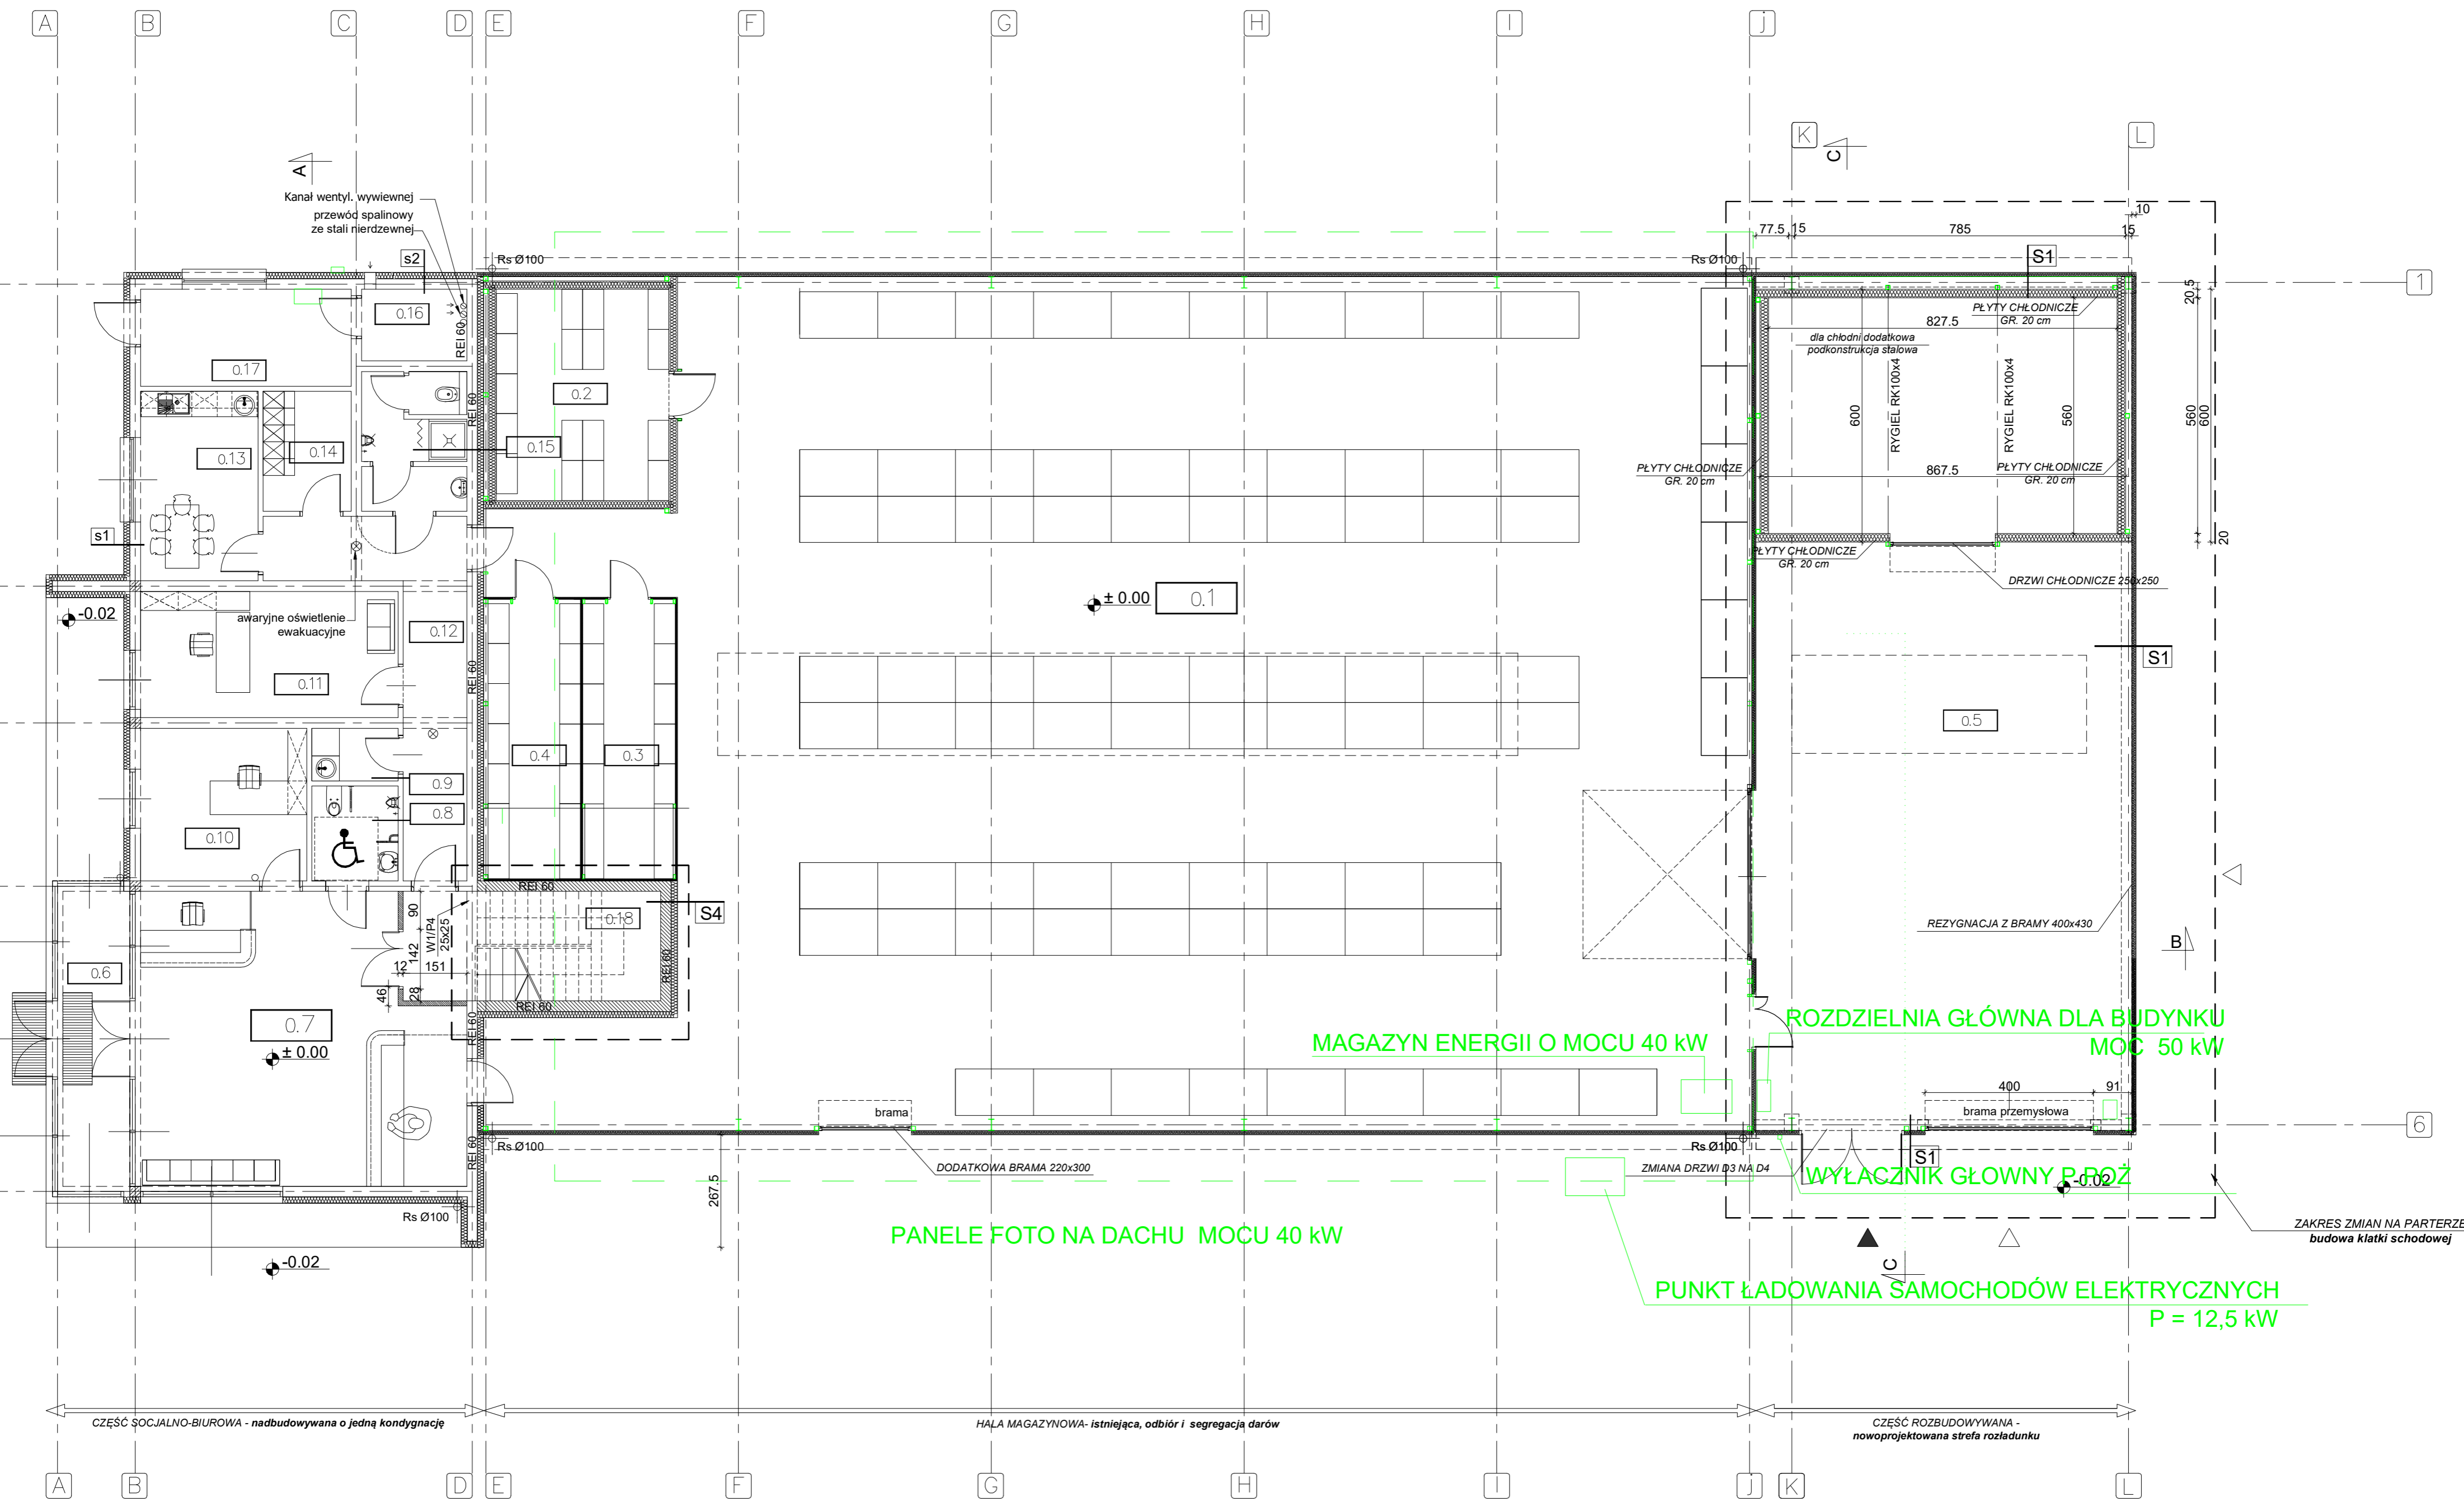 A
B
C
D
E
F
G
H
I
j
K
L
A
C
Kanał wentyl. wywiewnej
przewód spalinowy
ze stali nierdzewnej
s2
Rs Ø100
Rs Ø100
77.5
15
785
15
10
S1
1
20.5
PŁYTY CHŁODNICZE
GR. 20 cm
827.5
dla chłodni dodatkowa
podkonstrukcja stalowa
0.16
REI 60
0.17
0.2
REI 60
RYGIEL RK100x4
RYGIEL RK100x4
600
560
560
600
0.13
0.14
0.15
PŁYTY CHŁODNICZE
GR. 20 cm
867.5
PŁYTY CHŁODNICZE
GR. 20 cm
s1
20
PŁYTY CHŁODNICZE
GR. 20 cm
DRZWI CHŁODNICZE 250x250
-0.02
± 0.00
0.1
awaryjne oświetlenie
ewakuacyjne
0.12
0.11
REI 60
S1
0.5
0.4
0.3
0.9
0.8
0.10
REI 60
0.18
S4
90
W1/P4
25x25
142
12
151
46
28
REI 60
REI 60
REZYGNACJA Z BRAMY 400x430
B
0.6
0.7
± 0.00
REI 60
MAGAZYN ENERGII O MOCU 40 kW
ROZDZIELNIA GŁÓWNA DLA BUDYNKU
MOC 50 kW
400
91
brama
brama przemysłowa
6
REI 60
Rs Ø100
Rs Ø100
DODATKOWA BRAMA 220x300
ZMIANA DRZWI D3 NA D4
S1
WYŁACZNIK GŁOWNY P.POŻ
-0.02
267.5
Rs Ø100
PANELE FOTO NA DACHU MOCU 40 kW
ZAKRES ZMIAN NA PARTERZE
budowa klatki schodowej
-0.02
C
PUNKT ŁADOWANIA SAMOCHODÓW ELEKTRYCZNYCH
P = 12,5 kW
CZĘŚĆ SOCJALNO-BIUROWA - nadbudowywana o jedną kondygnację
HALA MAGAZYNOWA- istniejąca, odbiór i segregacja darów
CZĘŚĆ ROZBUDOWYWANA -
nowoprojektowana strefa rozładunku
A
B
D
E
F
G
H
I
j
K
L